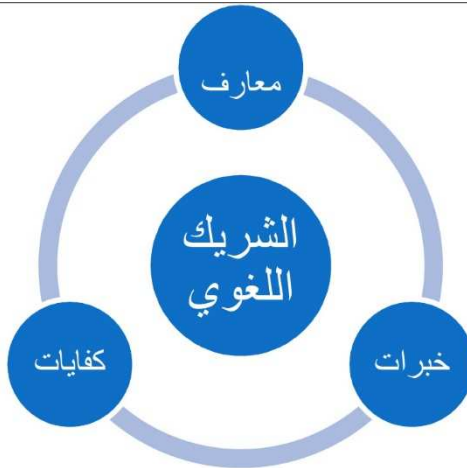 معارف
الشريك
اللغوي
خبرات
كفايات